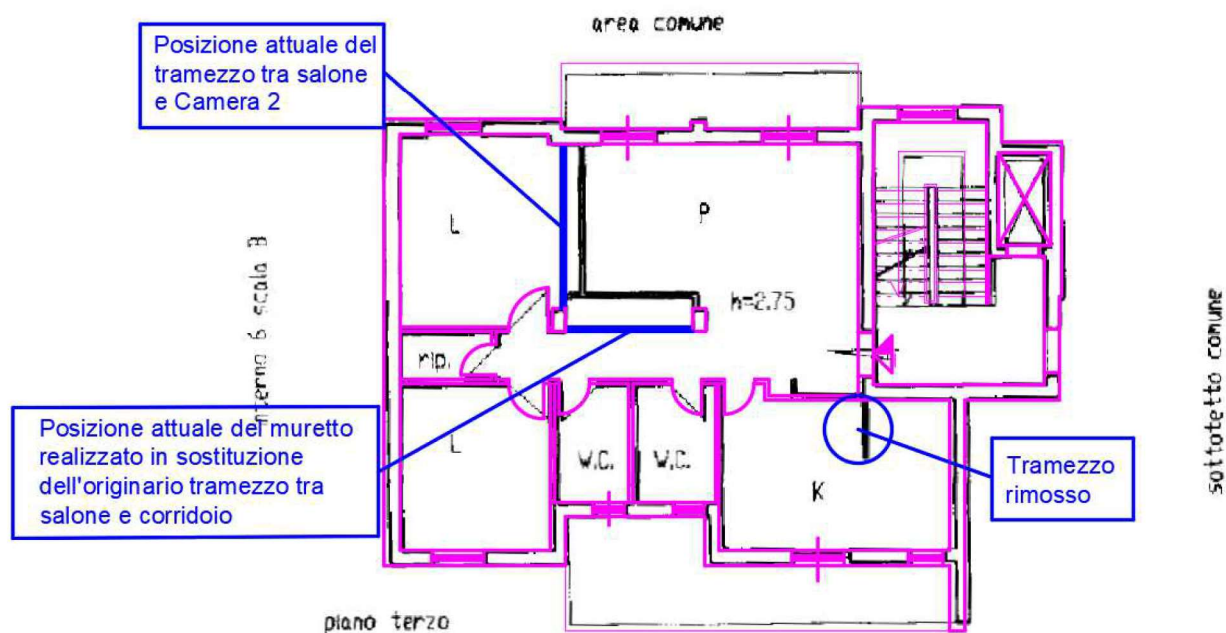 area comune
Posizione attuale del
tramezzo tra salone
e Camera 2
L
P
h=2.75
interno 6 scala B
rip.
sottotetto comune
Posizione attuale del muretto
realizzato in sostituzione
dell'originario tramezzo tra
salone e corridoio
L
W.C.
W.C.
K
Tramezzo
rimosso
piano terzo